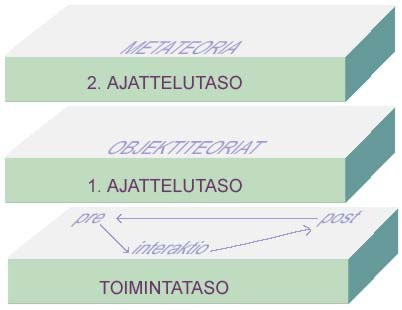 METATEORIA
2. AJATTELUTASO
OBJEKTITEORIAT
1. AJATTELUTASO
pre post
interaktio
TOIMINTATASO